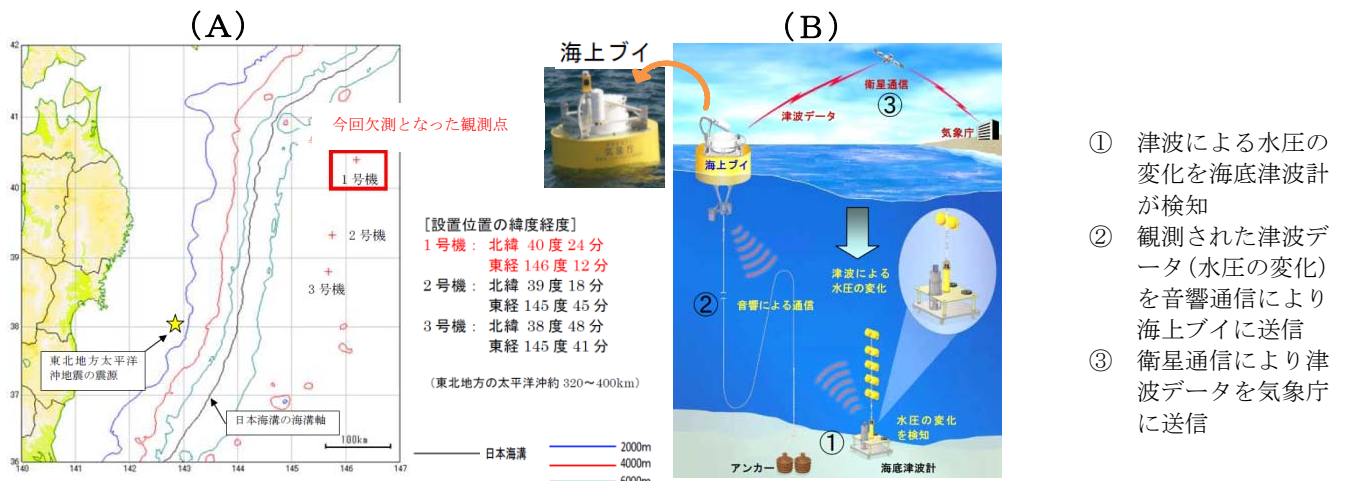 (A)
42
41
40
39
38
37
36
140
141
142
143
144
145
146
147
今回欠測となった観測点
1号機
2号機
3号機
東北地方太平洋
沖地震の震源
日本海溝の海溝軸
100km
海上ブイ
気象庁
[設置位置の緯度経度]
1号機： 北緯 40度24分
東経 146度12分
2号機： 北緯 39度18分
東経 145度45分
3号機： 北緯 38度48分
東経 145度41分
（東北地方の太平洋沖約 320～400km）
日本海溝
2000m
4000m
6000m
(B)
衛星通信
③
津波データ
気象庁
海上ブイ
津波による
水圧の変化
②
音響による通信
水圧の変化
を検知
①
アンカー
海底津波計
① 津波による水圧の
変化を海底津波計
が検知
② 観測された津波デ
ータ(水圧の変化)
を音響通信により
海上ブイに送信
③ 衛星通信により津
波データを気象庁
に送信